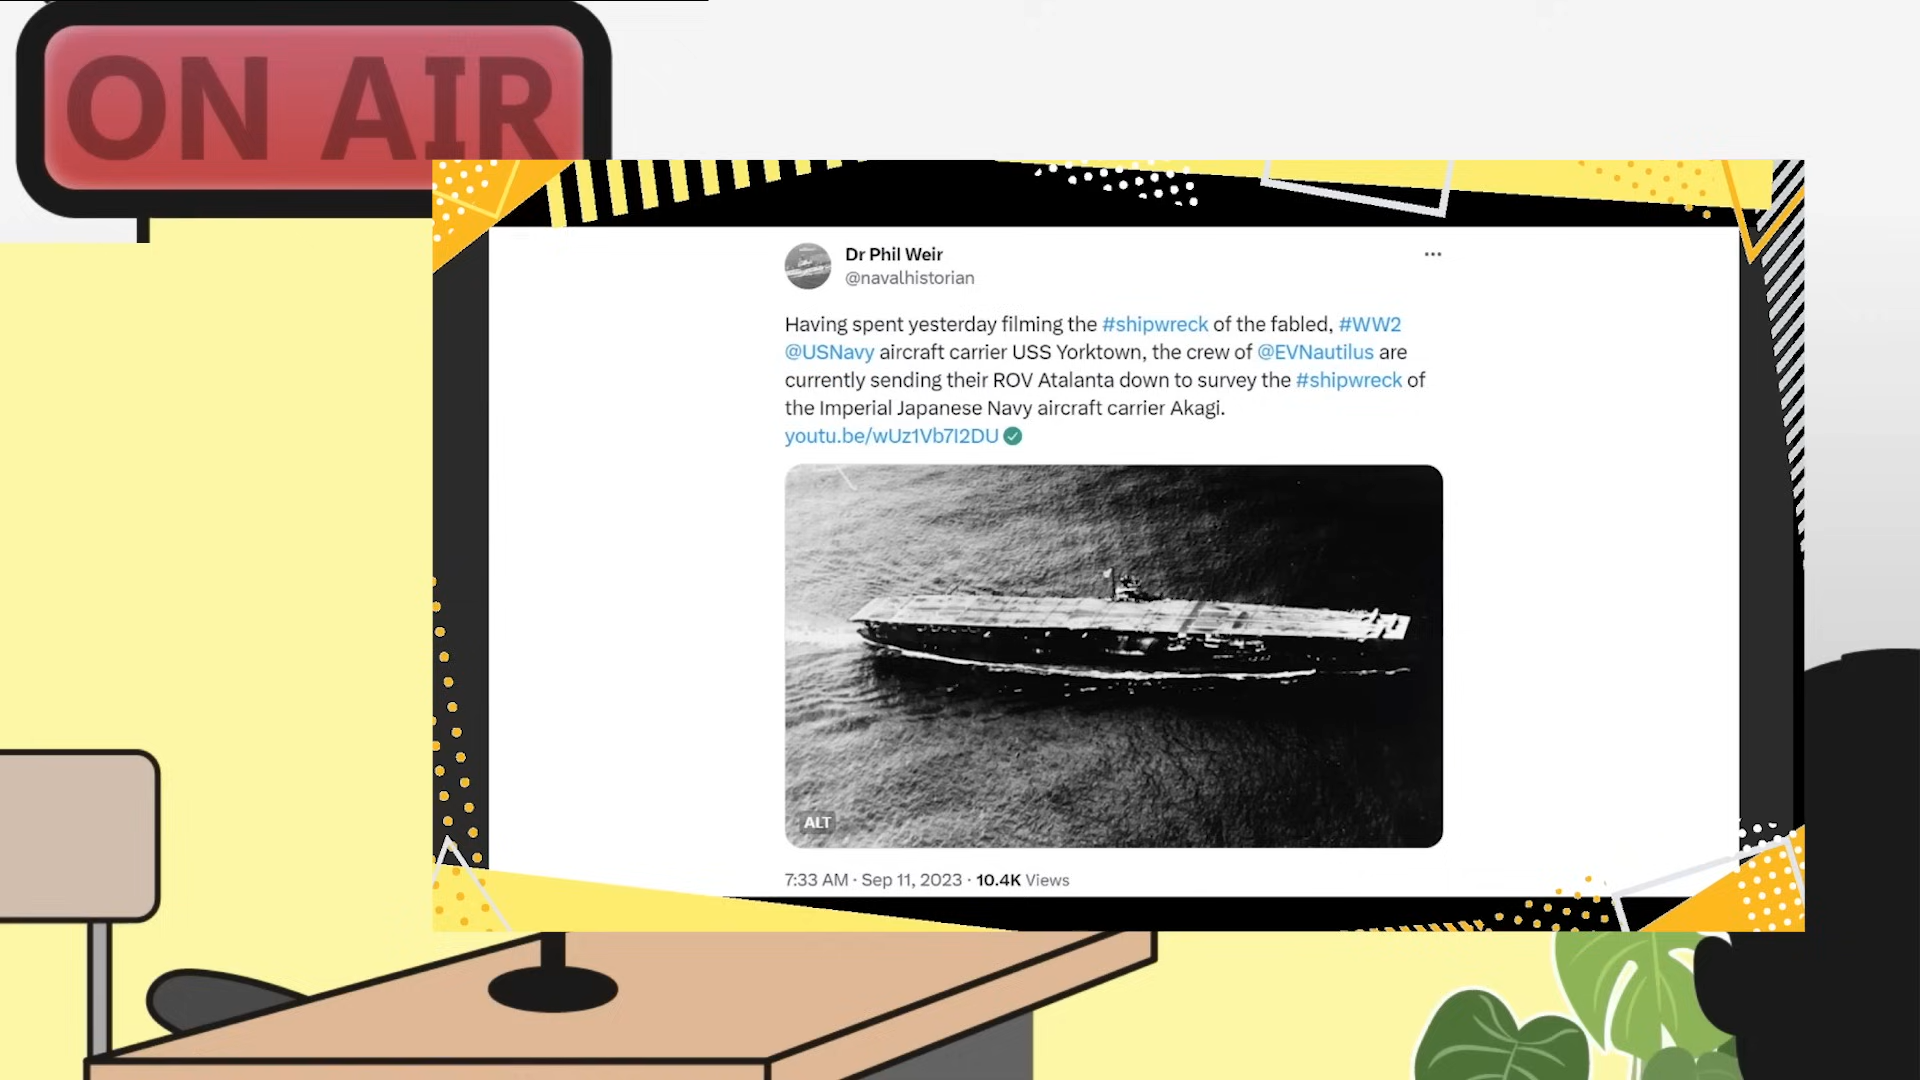 ON AIR
Dr Phil Weir
@navalhistorian
Having spent yesterday filming the #shipwreck of the fabled, #WW2
@USNavy aircraft carrier USS Yorktown, the crew of @EVNautilus are
currently sending their ROV Atalanta down to survey the #shipwreck of
the Imperial Japanese Navy aircraft carrier Akagi.
youtu.be/wUz1Vb7I2DU
ALT
7:33 AM · Sep 11, 2023 · 10.4K Views